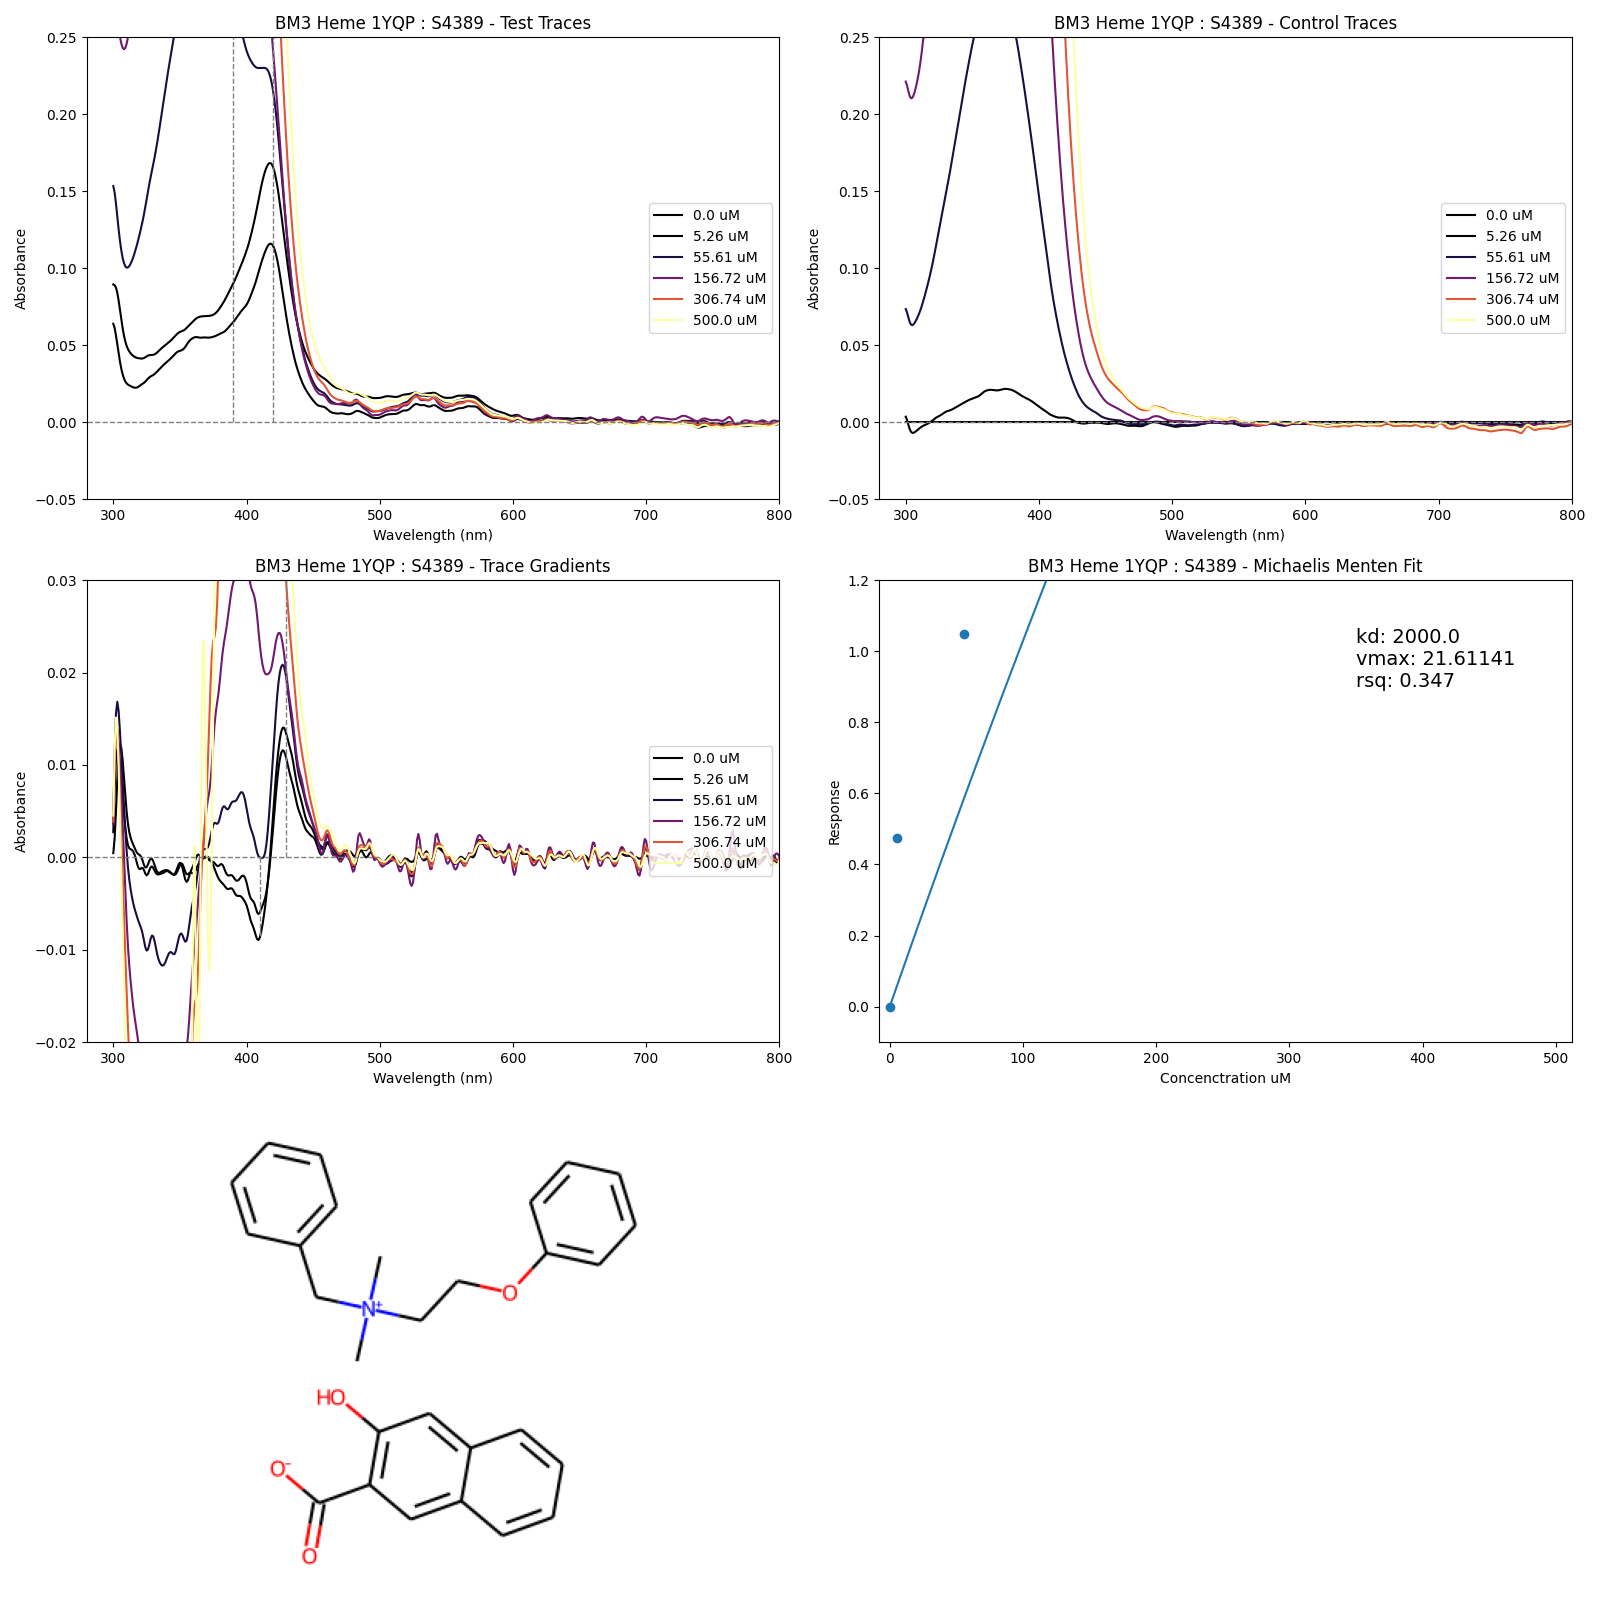 BM3 Heme 1YQP : S4389 - Test Traces
0.25
0.20
0.15
0.10
0.05
0.00
−0.05
Absorbance
300 400 500 600 700 800
Wavelength (nm)
0.0 uM
5.26 uM
55.61 uM
156.72 uM
306.74 uM
500.0 uM
BM3 Heme 1YQP : S4389 - Control Traces
0.25
0.20
0.15
0.10
0.05
0.00
−0.05
Absorbance
300 400 500 600 700 800
Wavelength (nm)
0.0 uM
5.26 uM
55.61 uM
156.72 uM
306.74 uM
500.0 uM
BM3 Heme 1YQP : S4389 - Trace Gradients
0.03
0.02
0.01
0.00
−0.01
−0.02
Absorbance
300 400 500 600 700 800
Wavelength (nm)
0.0 uM
5.26 uM
55.61 uM
156.72 uM
306.74 uM
500.0 uM
BM3 Heme 1YQP : S4389 - Michaelis Menten Fit
1.2
1.0
0.8
0.6
0.4
0.2
0.0
Response
0 100 200 300 400 500
Concenctration uM
kd: 2000.0
vmax: 21.61141
rsq: 0.347
N+
O
HO
O-
O